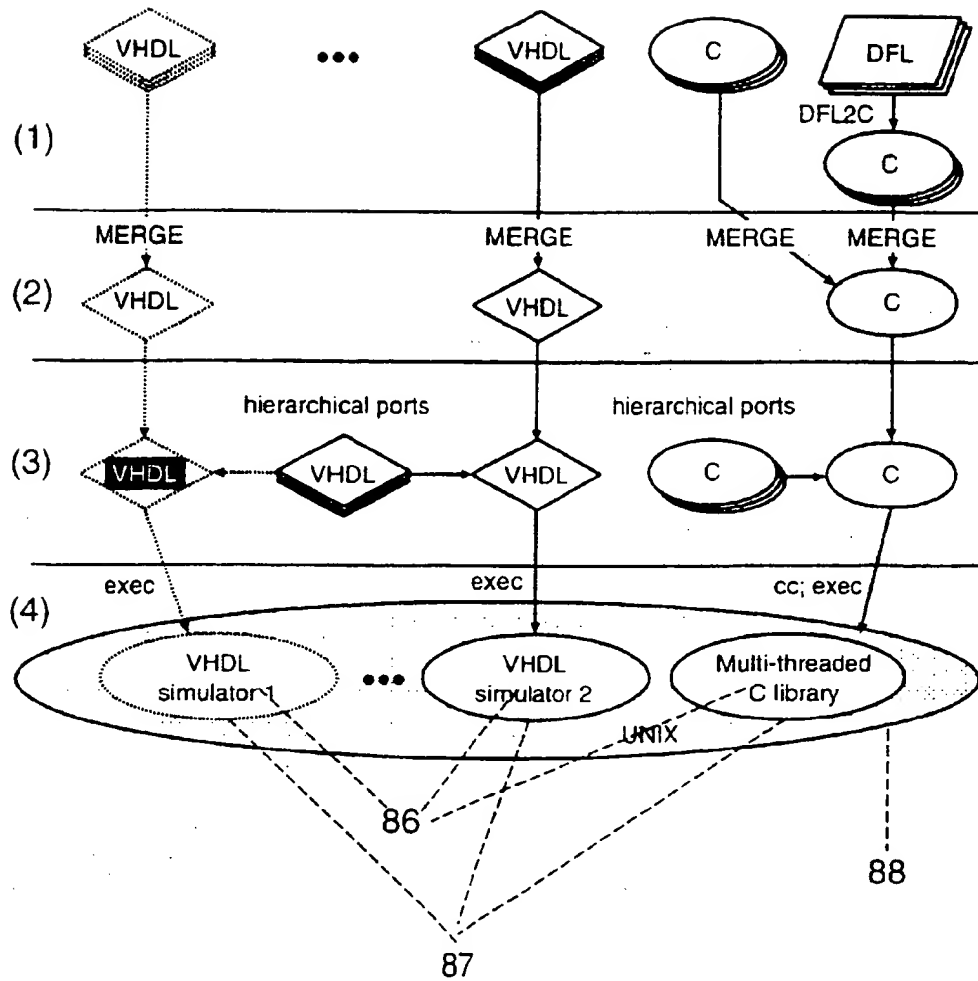 VHDL ••• VHDL C DFL
DFL2C
(1)
C
MERGE MERGE MERGE MERGE
(2) VHDL VHDL C
hierarchical ports hierarchical ports
(3) VHDL VHDL VHDL C C
exec exec cc; exec
(4)
VHDL
simulator 1
•••
VHDL
simulator 2
Multi-threaded
C library
UNIX
86
88
87